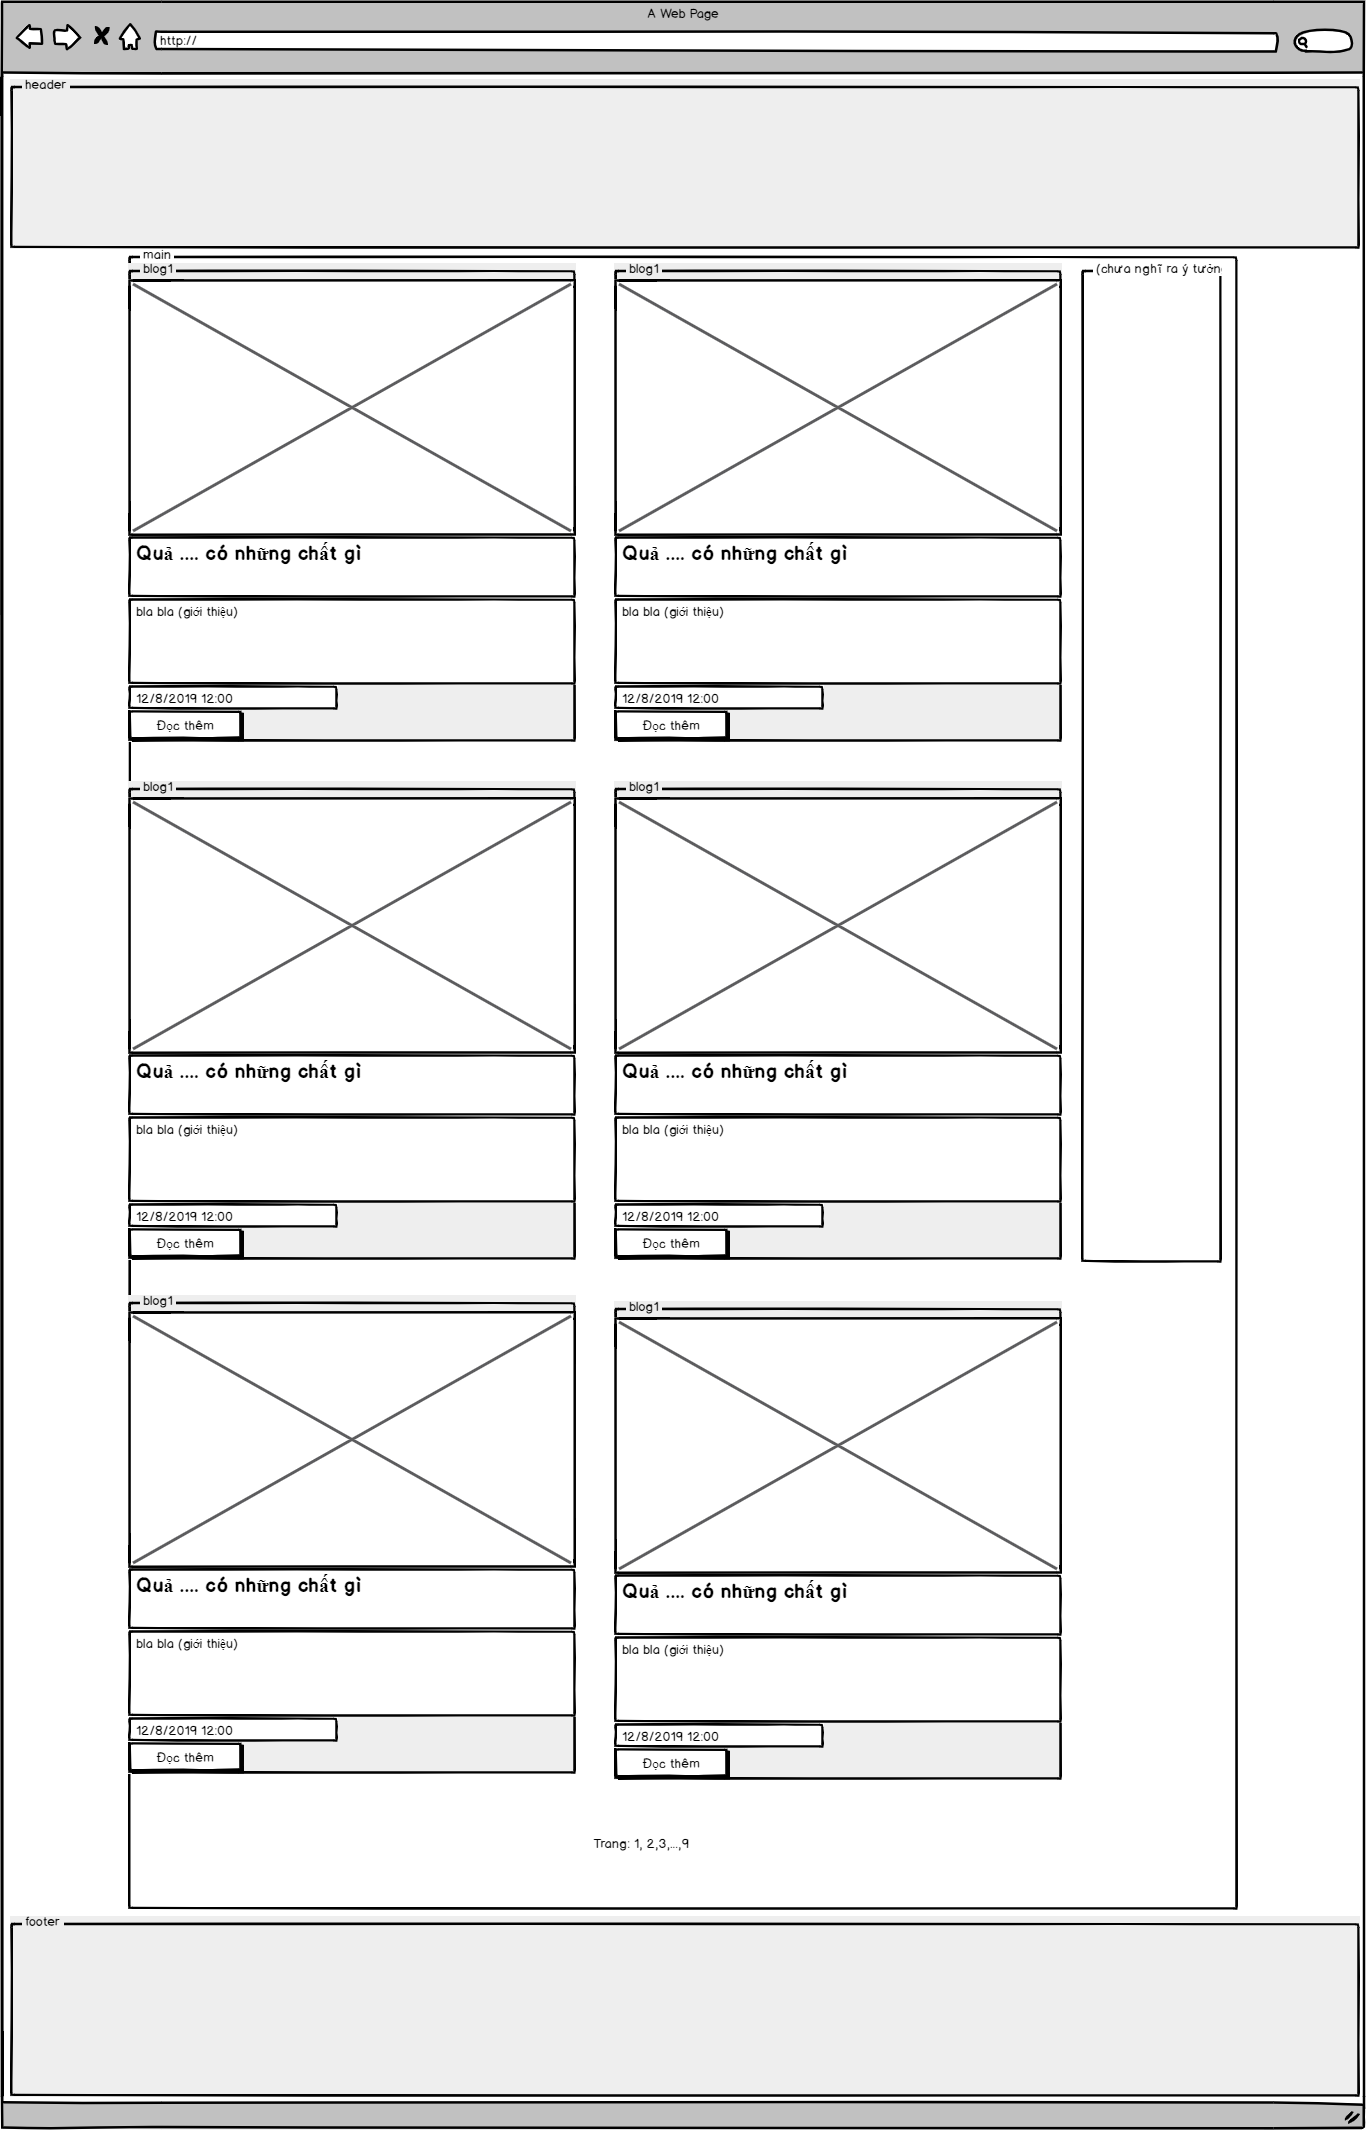 A Web Page
http://
header
main
blog1
blog1
(chưa nghĩ ra ý tưởn
Quả .... có những chất gì
Quả .... có những chất gì
bla bla (giới thiệu)
bla bla (giới thiệu)
12/8/2019 12:00
12/8/2019 12:00
Đọc thêm
Đọc thêm
blog1
blog1
Quả .... có những chất gì
Quả .... có những chất gì
bla bla (giới thiệu)
bla bla (giới thiệu)
12/8/2019 12:00
12/8/2019 12:00
Đọc thêm
Đọc thêm
blog1
blog1
Quả .... có những chất gì
Quả .... có những chất gì
bla bla (giới thiệu)
bla bla (giới thiệu)
12/8/2019 12:00
12/8/2019 12:00
Đọc thêm
Đọc thêm
Trang: 1, 2,3,...,9
footer